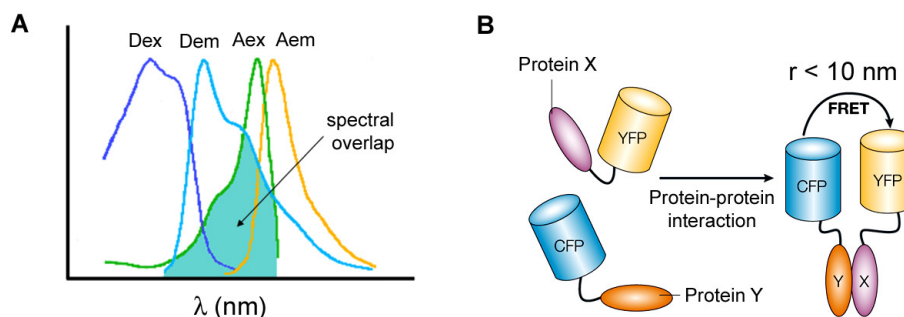 A
Dex Dem Aex Aem
spectral
overlap
λ (nm)
B
Protein X
YFP
CFP
Protein Y
Protein-protein
interaction
r < 10 nm
FRET
CFP
YFP
Y X